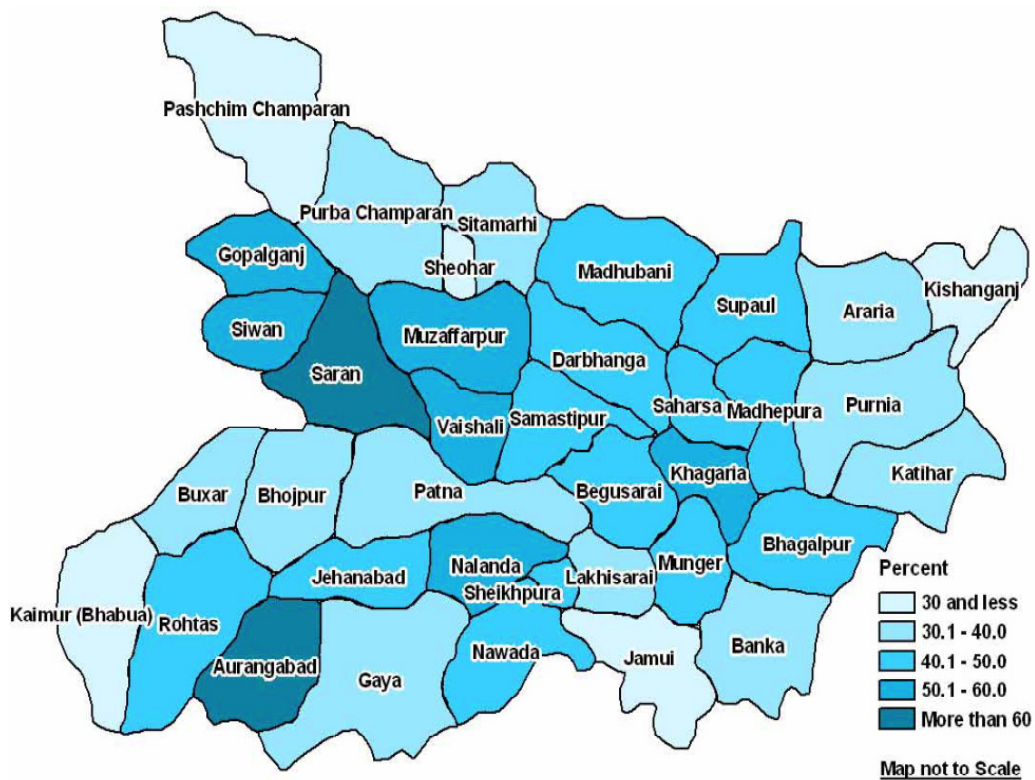 Pashchim Champaran
Purba Champaran
Sitamarhi
Gopalganj
Sheohar
Madhubani
Kishanganj
Supaul
Araria
Siwan
Muzaffarpur
Darbhanga
Saran
Saharsa
Madhepura
Purnia
Vaishali
Samastipur
Buxar
Bhojpur
Patna
Begusarai
Khagaria
Katihar
Bhagalpur
Jehanabad
Nalanda
Lakhisarai
Munger
Sheikhpura
Kaimur (Bhabua)
Rohtas
Aurangabad
Gaya
Nawada
Jamui
Banka
Percent
30 and less
30.1 - 40.0
40.1 - 50.0
50.1 - 60.0
More than 60
Map not to Scale